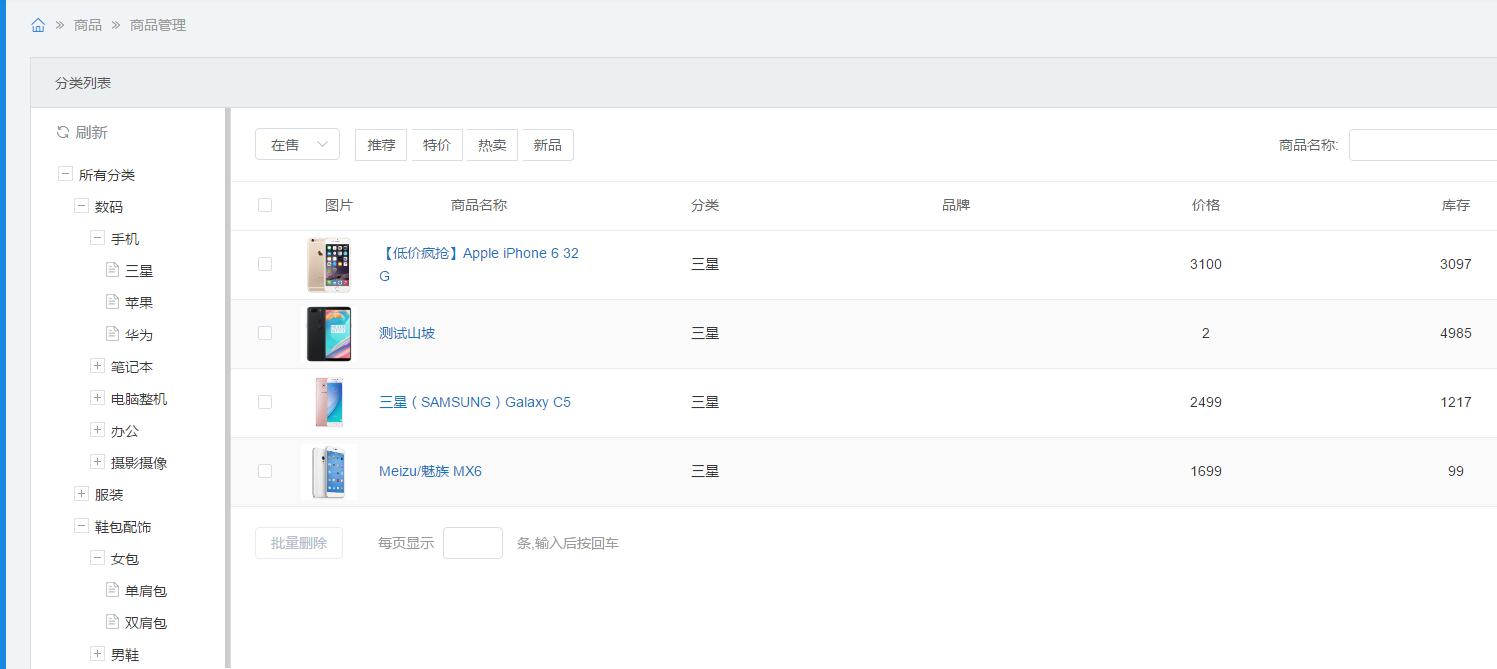 商品 商品管理
分类列表
刷新
所有分类
数码
手机
三星
苹果
华为
笔记本
电脑整机
办公
摄影摄像
服装
鞋包配饰
女包
单肩包
双肩包
男鞋
在售 推荐 特价 热卖 新品 商品名称:
图片 商品名称 分类 品牌 价格 库存
【低价疯抢】Apple iPhone 6 32
G
三星 3100 3097
测试山坡 三星 2 4985
三星（SAMSUNG）Galaxy C5 三星 2499 1217
Meizu/魅族 MX6 三星 1699 99
批量删除 每页显示 条,输入后按回车